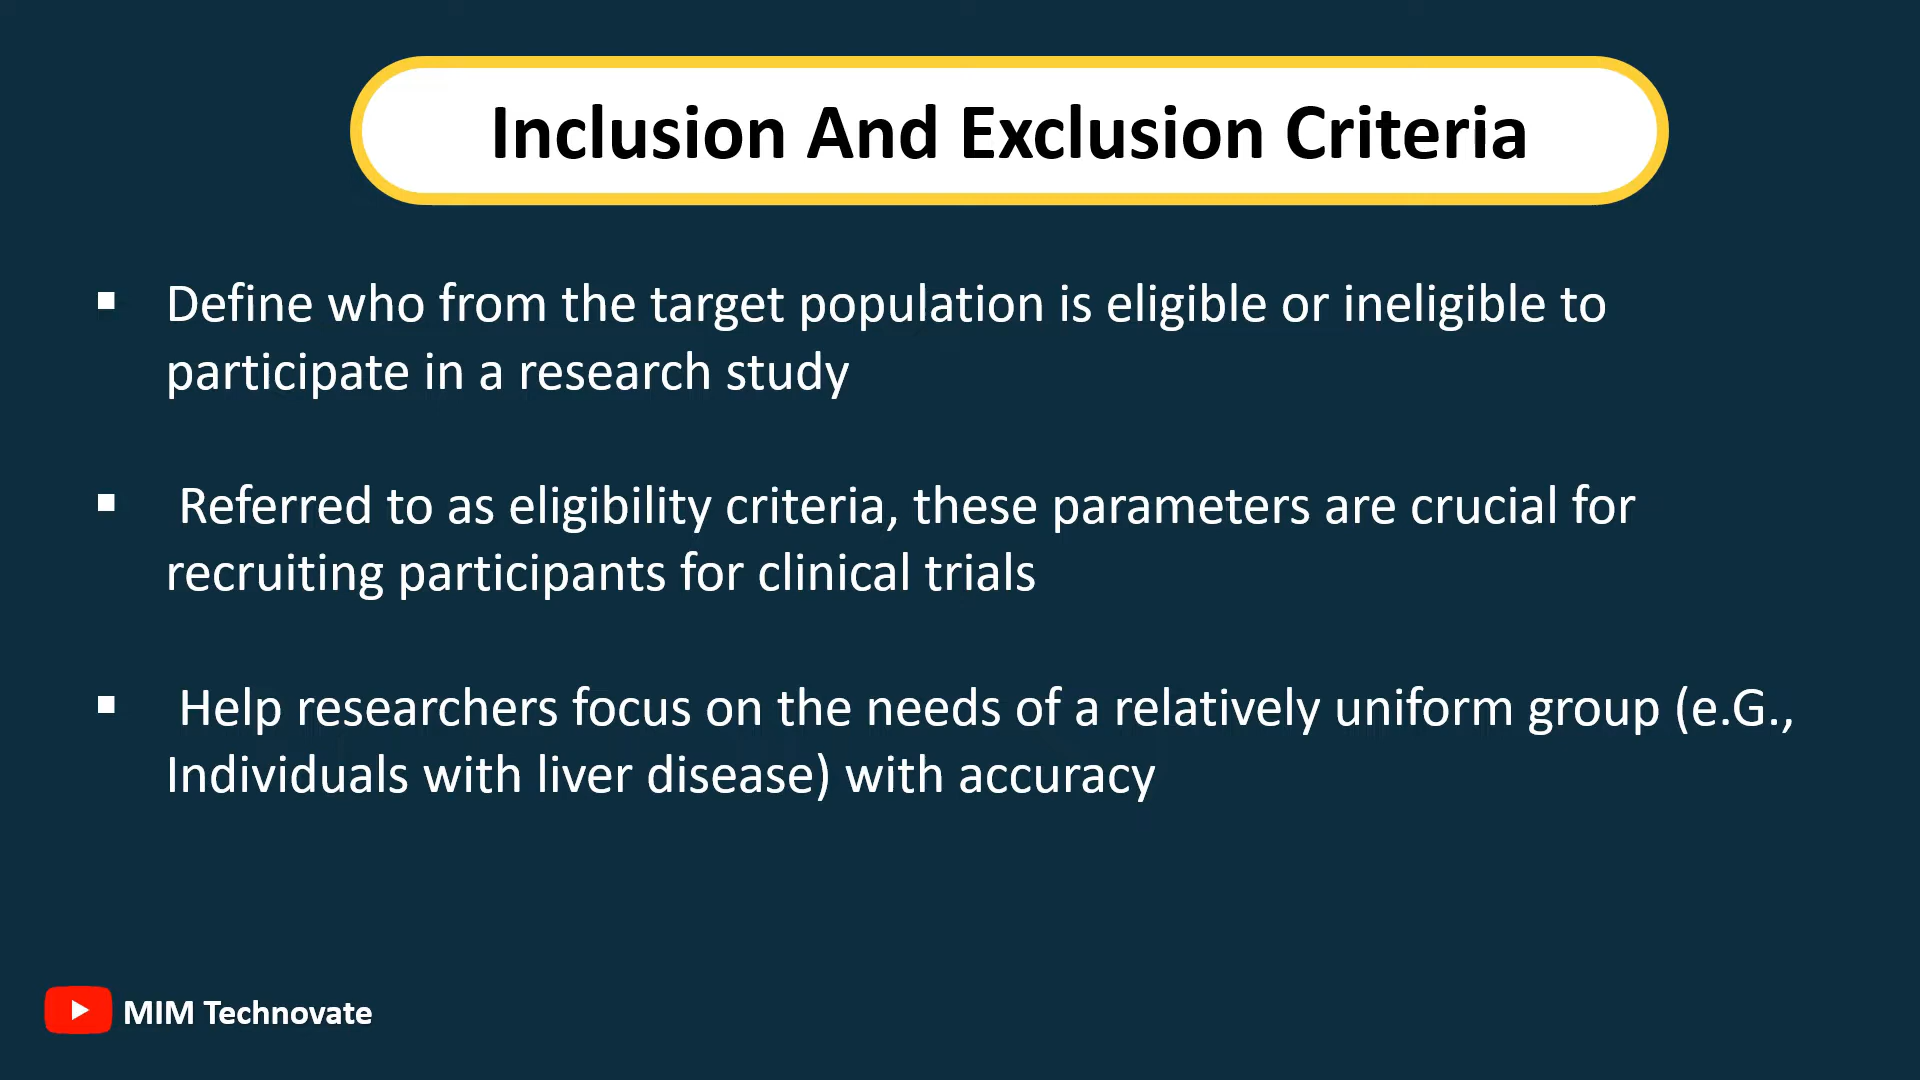 Inclusion And Exclusion Criteria
▪ Define who from the target population is eligible or ineligible to
participate in a research study
▪ Referred to as eligibility criteria, these parameters are crucial for
recruiting participants for clinical trials
▪ Help researchers focus on the needs of a relatively uniform group (e.G.,
Individuals with liver disease) with accuracy
MIM Technovate